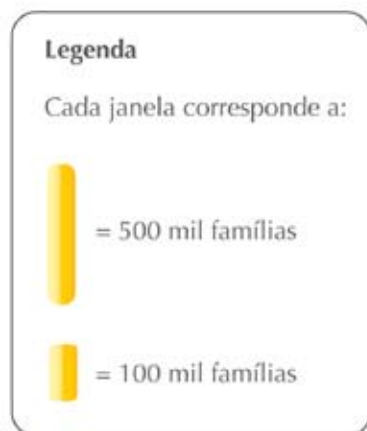 Legenda
Cada janela corresponde a:
= 500 mil famílias
= 100 mil famílias